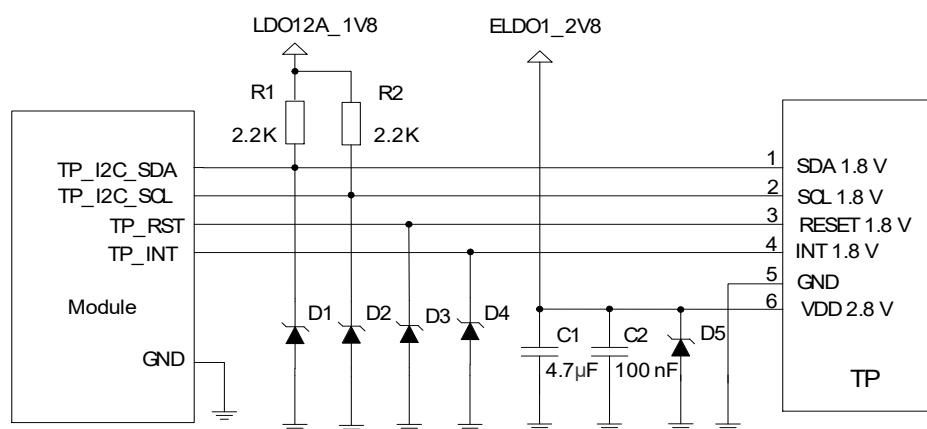 LDO12A_1V8
ELDO1_2V8
R1
R2
2.2K
2.2K
TP_I2C_SDA
1
SDA 1.8 V
TP_I2C_SCL
2
SCL 1.8 V
TP_RST
3
RESET 1.8 V
TP_INT
4
INT 1.8 V
5
GND
Module
D1
D2
D3
D4
6
VDD 2.8 V
C1
C2
D5
GND
4.7µF
100 nF
TP